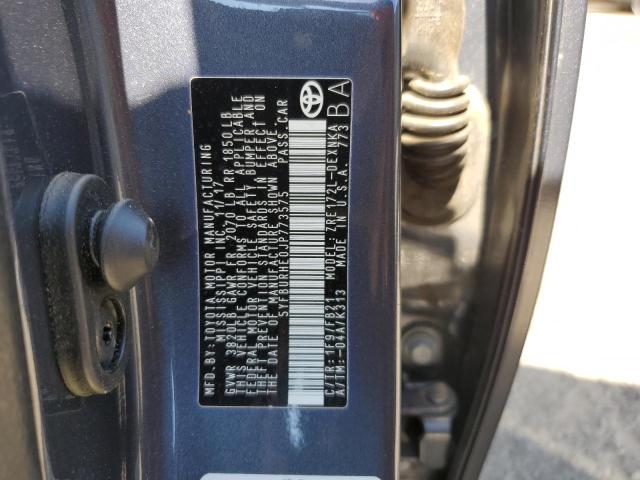 MFD.BY: TOYOTA MOTOR MANUFACTURING
MISSISSIPPI INC. 11/17
GVWR 3820LB GAWR FR 2070 LB RR 1850 LB
THIS VEHICLE CONFORMS TO ALL APPLICABLE
FEDERAL MOTOR VEHICLE SAFETY, BUMPER, AND
THEFT PREVENTION STANDARDS IN EFFECT ON
THE DATE OF MANUFACTURE SHOWN ABOVE.
5YFBURHE0JP773575 PASS.CAR
C/TR: 1F9/FB21 MODEL: ZRE172L-DEXNKA
A/TM: -04A/K313 MADE IN U.S.A. 773
BA